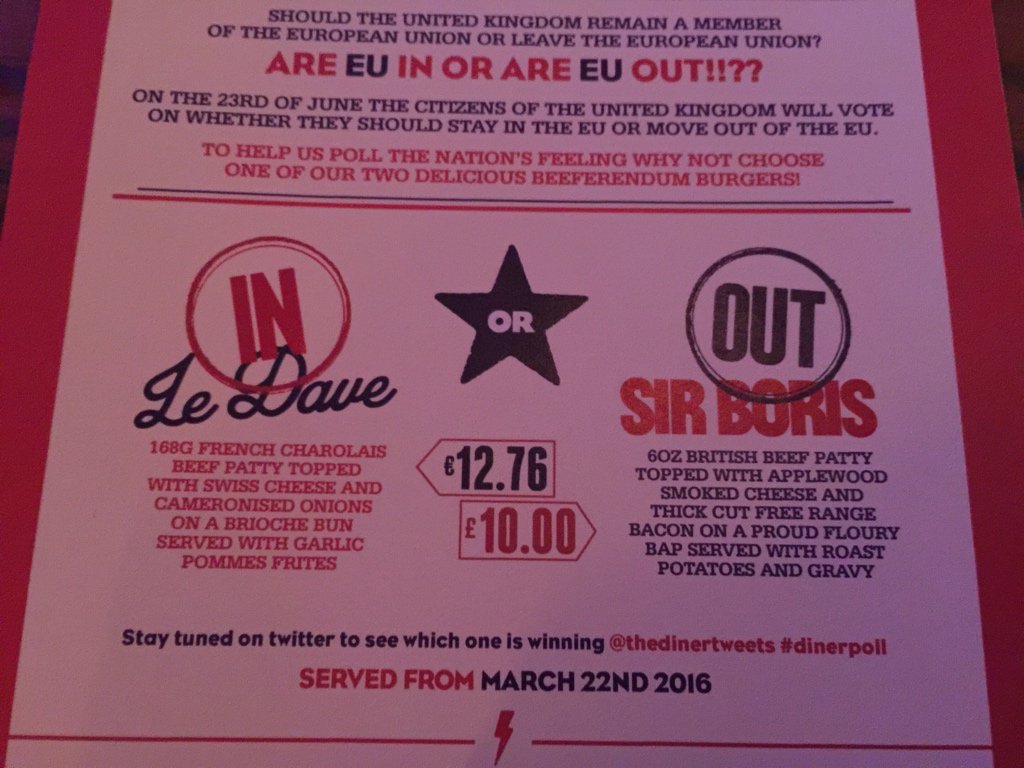 SHOULD THE UNITED KINGDOM REMAIN A MEMBER
OF THE EUROPEAN UNION OR LEAVE THE EUROPEAN UNION?
ARE EU IN OR ARE EU OUT!!??
ON THE 23RD OF JUNE THE CITIZENS OF THE UNITED KINGDOM WILL VOTE
ON WHETHER THEY SHOULD STAY IN THE EU OR MOVE OUT OF THE EU.
TO HELP US POLL THE NATION'S FEELING WHY NOT CHOOSE
ONE OF OUR TWO DELICIOUS BEEFERENDUM BURGERS!
IN
Le Dave
168G FRENCH CHAROLAIS
BEEF PATTY TOPPED
WITH SWISS CHEESE AND
CAMERONISED ONIONS
ON A BRIOCHE BUN
SERVED WITH GARLIC
POMMES FRITES
OR
€12.76
£10.00
OUT
SIR BORIS
6OZ BRITISH BEEF PATTY
TOPPED WITH APPLEWOOD
SMOKED CHEESE AND
THICK CUT FREE RANGE
BACON ON A PROUD FLOURY
BAP SERVED WITH ROAST
POTATOES AND GRAVY
Stay tuned on twitter to see which one is winning @thedinertweets #dinerpoll
SERVED FROM MARCH 22ND 2016